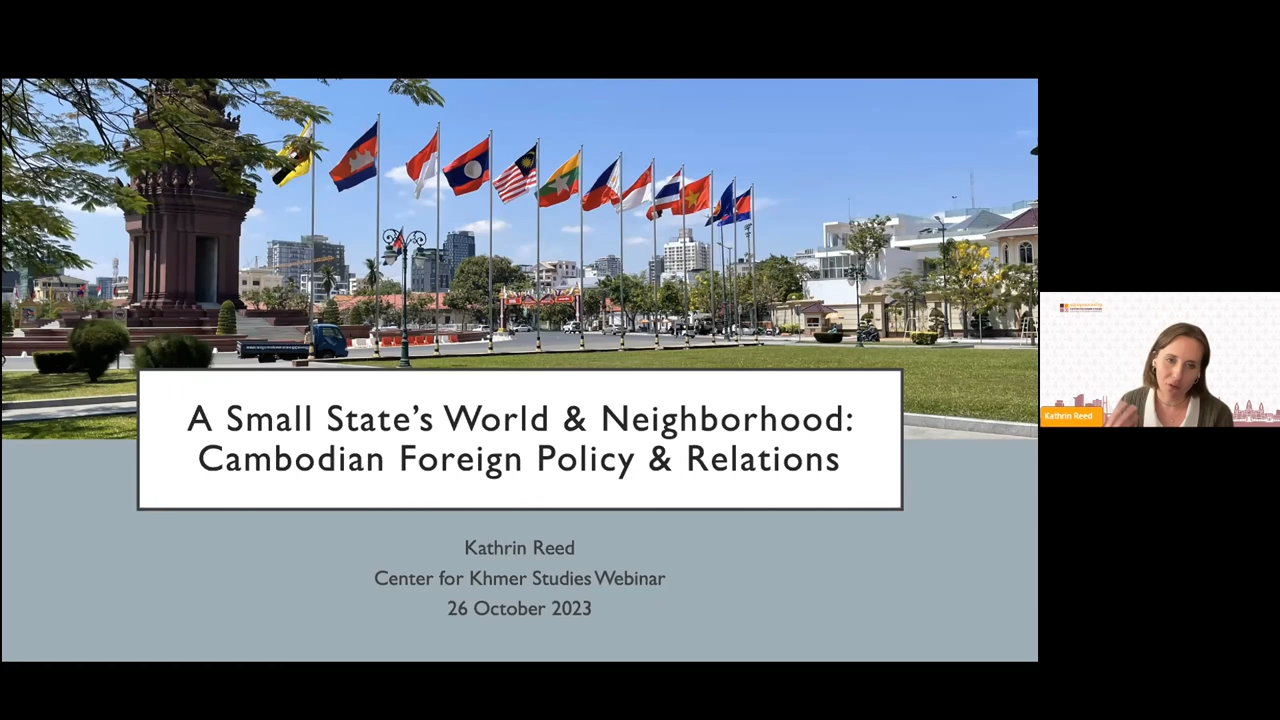 A Small State's World & Neighborhood:
Cambodian Foreign Policy & Relations
Kathrin Reed
Center for Khmer Studies Webinar
26 October 2023
Kathrin Reed